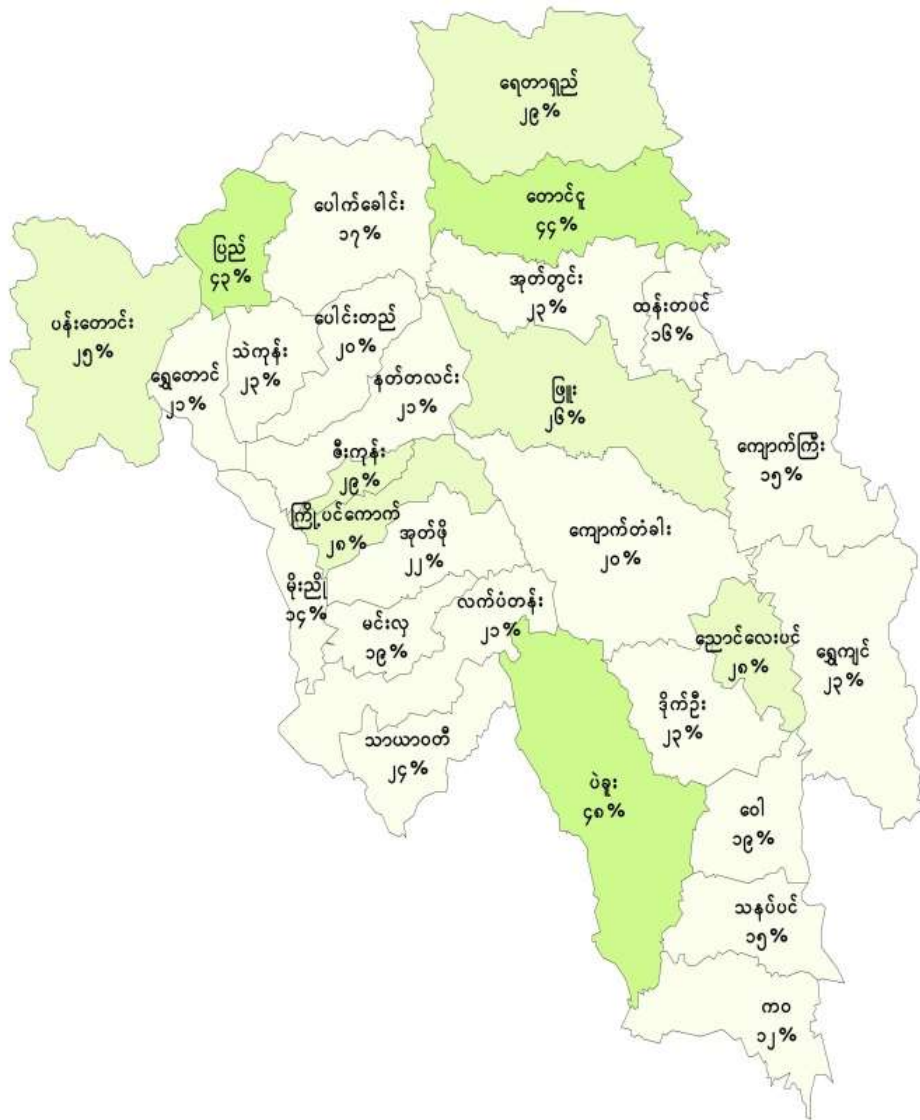 ရေတာရှည်
၂၉%
တောင်ငူ
၄၄%
ပေါက်ခေါင်း
၁၇%
ပြည်
၄၃%
အုတ်တွင်း
၂၃%
ထန်းတပင်
၁၆%
ပန်းတောင်း
၂၅%
ပေါင်းတည်
၂၀%
သဲကုန်း
၂၃%
ရွှေတောင်
၂၁%
နတ်တလင်း
၂၁%
ဖြူး
၂၆%
ကျောက်ကြီး
၁၅%
ဇီးကုန်း
၂၉%
ကြို့ပင်ကောက်
၂၈%
အုတ်ဖို
၂၂%
ကျောက်တံခါး
၂၀%
မိုးညို
၁၄%
လက်ပံတန်း
၂၁%
မင်းလှ
၁၉%
ညောင်လေးပင်
၂၈%
ရွှေကျင်
၂၃%
ဒိုက်ဦး
၂၃%
သာယာဝတီ
၂၄%
ပဲခူး
၄၈%
ဝေါ
၁၉%
သနပ်ပင်
၁၅%
ကဝ
၁၂%